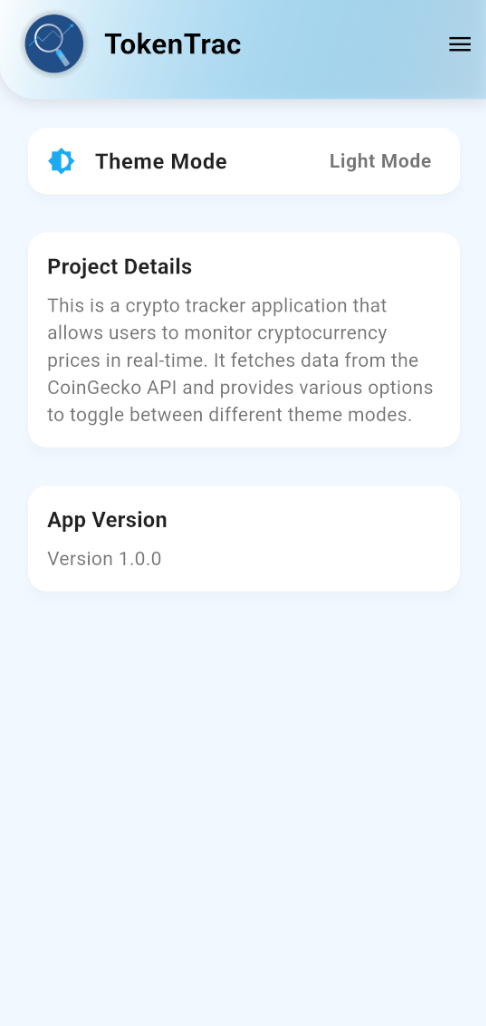 TokenTrac
Theme Mode Light Mode
Project Details
This is a crypto tracker application that
allows users to monitor cryptocurrency
prices in real-time. It fetches data from the
CoinGecko API and provides various options
to toggle between different theme modes.
App Version
Version 1.0.0